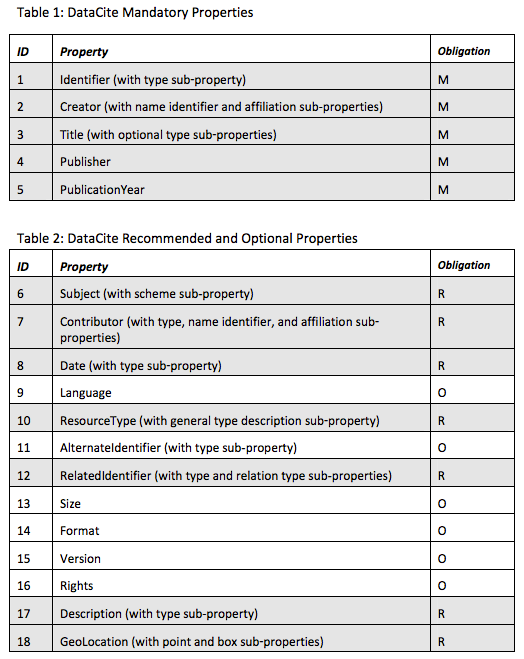 Table 1: DataCite Mandatory Properties
ID Property Obligation
1 Identifier (with type sub-property) M
2 Creator (with name identifier and affiliation sub-properties) M
3 Title (with optional type sub-properties) M
4 Publisher M
5 PublicationYear M
Table 2: DataCite Recommended and Optional Properties
ID Property Obligation
6 Subject (with scheme sub-property) R
7 Contributor (with type, name identifier, and affiliation sub- R
properties)
8 Date (with type sub-property) R
9 Language O
10 ResourceType (with general type description sub-property) R
11 AlternateIdentifier (with type sub-property) O
12 RelatedIdentifier (with type and relation type sub-properties) R
13 Size O
14 Format O
15 Version O
16 Rights O
17 Description (with type sub-property) R
18 GeoLocation (with point and box sub-properties) R